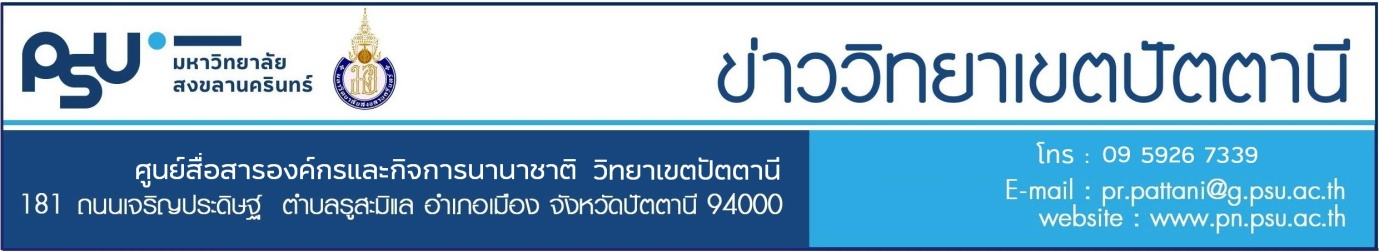 PSU
มหาวิทยาลัย
สงขลานครินทร์
ข่าววิทยาเขตปัตตานี
ศูนย์สื่อสารองค์กรและกิจการนานาชาติ วิทยาเขตปัตตานี
181 ถนนเจริญประดิษฐ์ ตำบลรูสะมิแล อำเภอเมือง จังหวัดปัตตานี 94000
โทร : 09 5926 7339
E-mail : pr.pattani@g.psu.ac.th
website : www.pn.psu.ac.th